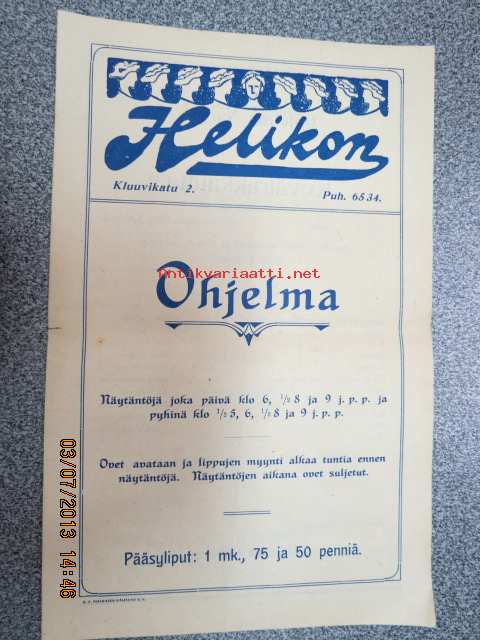 Helikon
Kluuvikatu 2.
Puh. 6534.
Antikvariaatti.net
Ohjelma
Näytäntöjä joka päivä klo 6, ½8 ja 9 j. p. p. ja
pyhinä klo ½5, 6, ½8 ja 9 j. p. p.
Ovet avataan ja lippujen myynti alkaa tuntia ennen
näytäntöjä. Näytäntöjen aikana ovet suljetut.
Pääsyliput: 1 mk., 75 ja 50 penniä.
03/07/2013 14:46